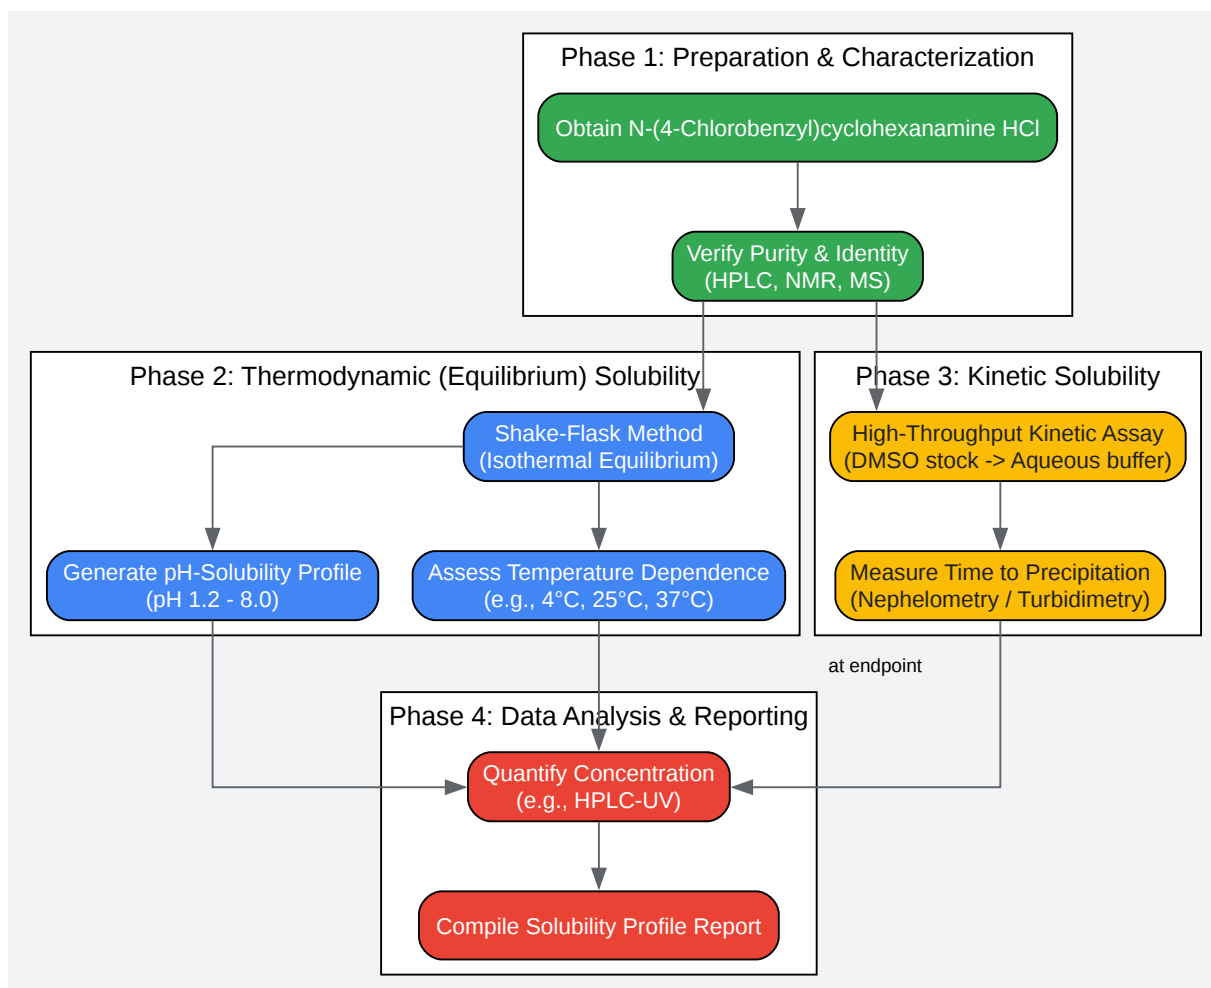 Phase 1: Preparation & Characterization
Obtain N-(4-Chlorobenzyl)cyclohexanamine HCl
Verify Purity & Identity
(HPLC, NMR, MS)
Phase 2: Thermodynamic (Equilibrium) Solubility
Shake-Flask Method
(Isothermal Equilibrium)
Generate pH-Solubility Profile
(pH 1.2 - 8.0)
Assess Temperature Dependence
(e.g., 4°C, 25°C, 37°C)
Phase 3: Kinetic Solubility
High-Throughput Kinetic Assay
(DMSO stock -> Aqueous buffer)
Measure Time to Precipitation
(Nephelometry / Turbidimetry)
at endpoint
Phase 4: Data Analysis & Reporting
Quantify Concentration
(e.g., HPLC-UV)
Compile Solubility Profile Report